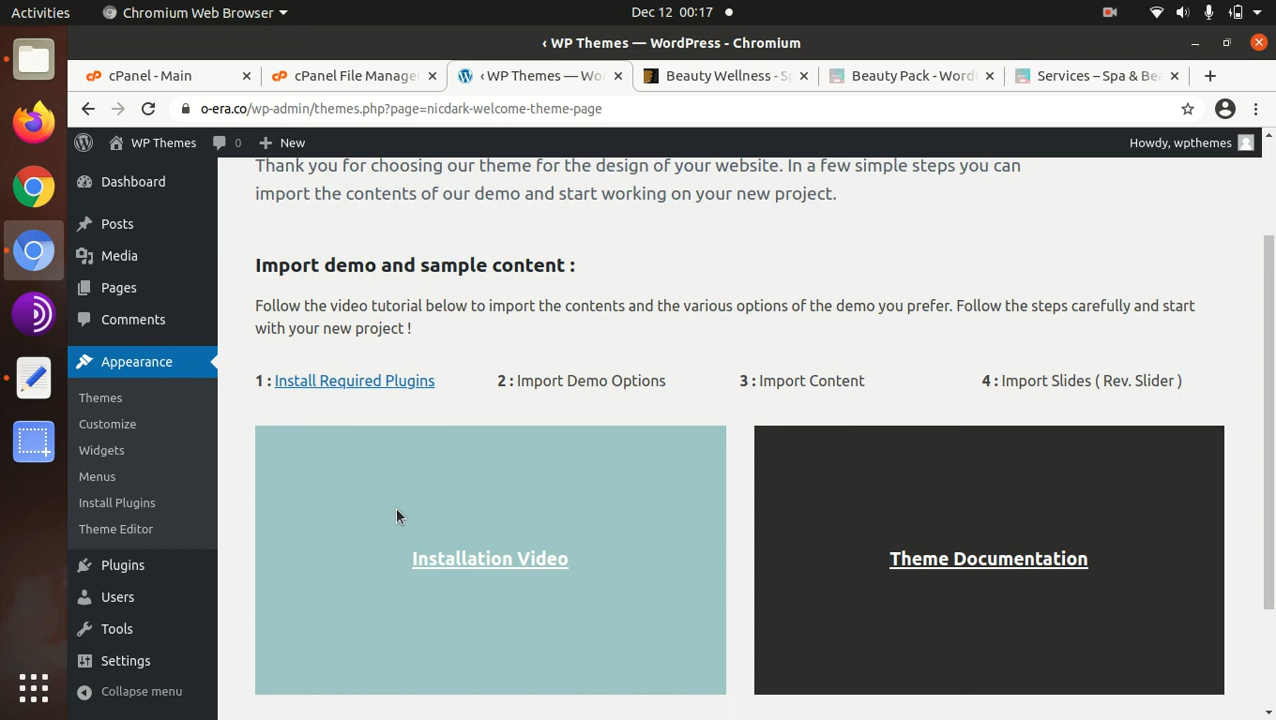 Activities
Chromium Web Browser
Dec 12 00:17
‹ WP Themes — WordPress - Chromium
cPanel - Main
cPanel File Manage
‹ WP Themes — Wo
Beauty Wellness - S
Beauty Pack - Word
Services – Spa & Be
o-era.co/wp-admin/themes.php?page=nicdark-welcome-theme-page
WP Themes
0
New
Howdy, wpthemes
Dashboard
Posts
Media
Pages
Comments
Appearance
Themes
Customize
Widgets
Menus
Install Plugins
Theme Editor
Plugins
Users
Tools
Settings
Collapse menu
Thank you for choosing our theme for the design of your website. In a few simple steps you can
import the contents of our demo and start working on your new project.
Import demo and sample content :
Follow the video tutorial below to import the contents and the various options of the demo you prefer. Follow the steps carefully and start
with your new project !
1 : Install Required Plugins
2 : Import Demo Options
3 : Import Content
4 : Import Slides ( Rev. Slider )
Installation Video
Theme Documentation